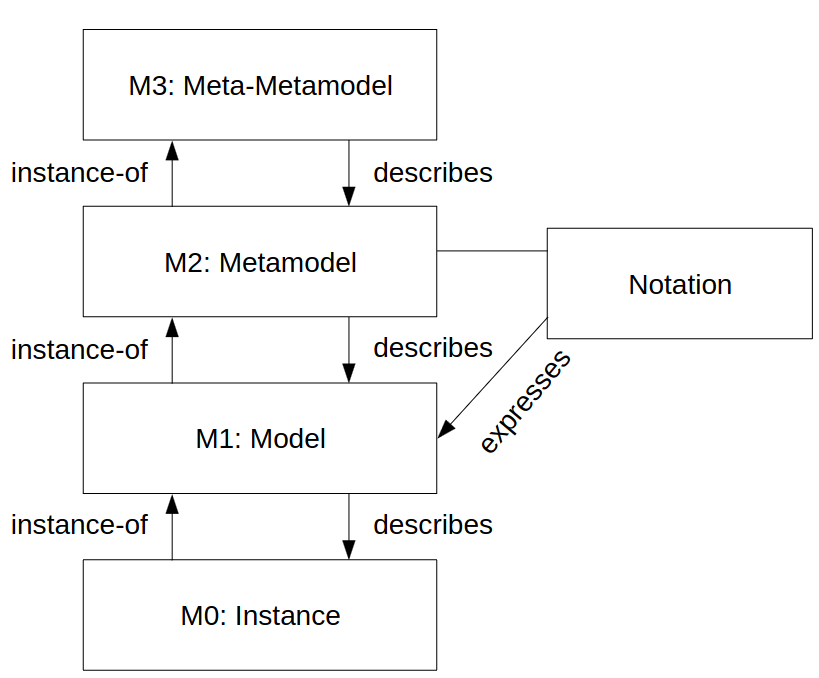 M3: Meta-Metamodel
instance-of
describes
M2: Metamodel
Notation
instance-of
describes
expresses
M1: Model
instance-of
describes
M0: Instance